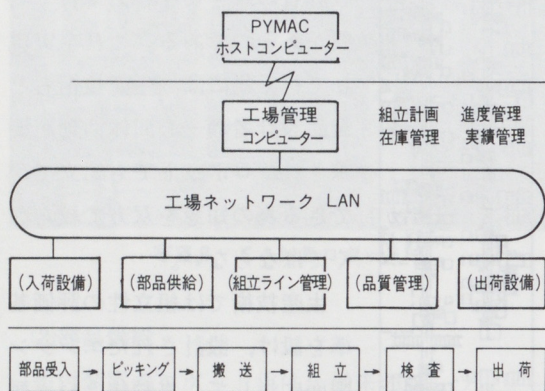 PYMAC
ホストコンピューター
工場管理
コンピューター
組立計画 進度管理
在庫管理 実績管理
工場ネットワーク LAN
(入荷設備) (部品供給) (組立ライン管理) (品質管理) (出荷設備)
部品受入 → ピッキング → 搬送 → 組立 → 検査 → 出荷